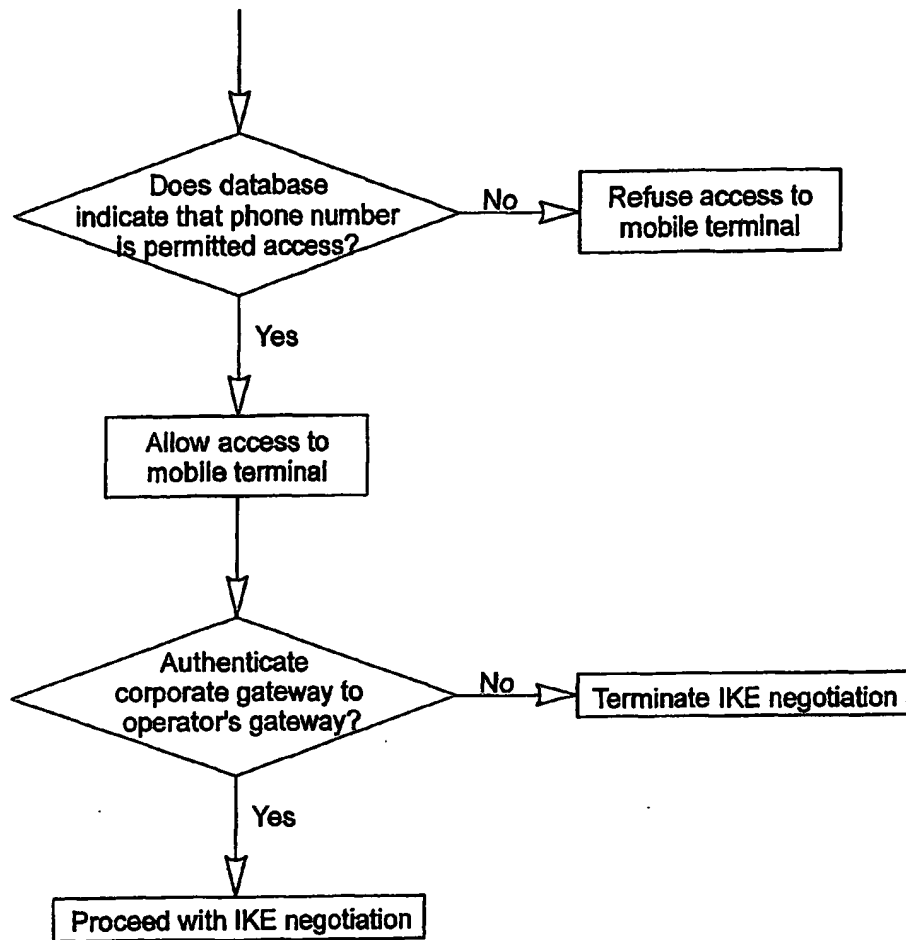 Does database
indicate that phone number
is permitted access?
No
Refuse access to
mobile terminal
Yes
Allow access to
mobile terminal
Authenticate
corporate gateway to
operator's gateway?
No
Terminate IKE negotiation
Yes
Proceed with IKE negotiation